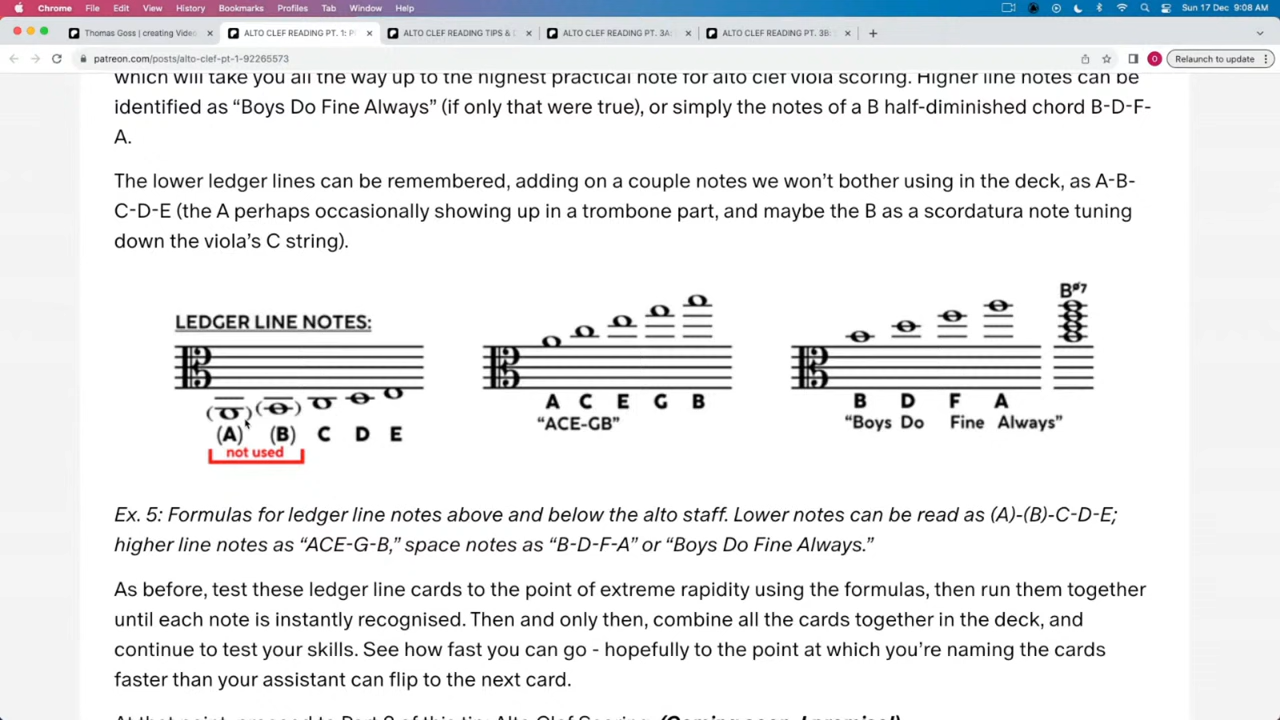 Chrome File Edit View History Bookmarks Profiles Tab Window Help Sun 17 Dec 9:08 AM
Thomas Goss | creating Video ALTO CLEF READING PT. 1: P ALTO CLEF READING TIPS & ALTO CLEF READING PT. 3A: ALTO CLEF READING PT. 3B:
patreon.com/posts/alto-clef-pt-1-92265573 Relaunch to update
which will take you all the way up to the highest practical note for alto clef viola scoring. Higher line notes can be
identified as “Boys Do Fine Always” (if only that were true), or simply the notes of a B half-diminished chord B-D-F-
A.
The lower ledger lines can be remembered, adding on a couple notes we won’t bother using in the deck, as A-B-
C-D-E (the A perhaps occasionally showing up in a trombone part, and maybe the B as a scordatura note tuning
down the viola’s C string).
LEDGER LINE NOTES:
Bø7
(A) (B) C D E
not used
A C E G B
“ACE-GB”
B D F A
“Boys Do Fine Always”
Ex. 5: Formulas for ledger line notes above and below the alto staff. Lower notes can be read as (A)-(B)-C-D-E;
higher line notes as “ACE-G-B,” space notes as “B-D-F-A” or “Boys Do Fine Always.”
As before, test these ledger line cards to the point of extreme rapidity using the formulas, then run them together
until each note is instantly recognised. Then and only then, combine all the cards together in the deck, and
continue to test your skills. See how fast you can go - hopefully to the point at which you’re naming the cards
faster than your assistant can flip to the next card.